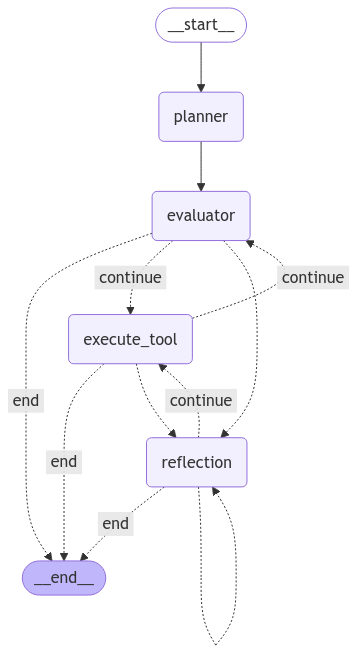 __start__
planner
evaluator
continue
continue
execute_tool
end
continue
end
reflection
end
__end__